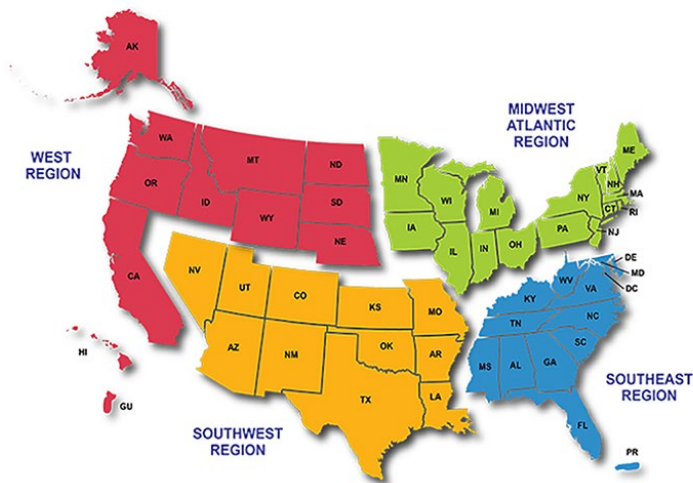 AK
MIDWEST
ATLANTIC
REGION
WEST
REGION
WA
MT
ND
OR
ID
WY
SD
NE
CA
HI
GU
MN
WI
MI
IA
IL
IN
OH
PA
NY
VT
NH
ME
MA
CT
RI
NJ
NV
UT
CO
KS
MO
AZ
NM
OK
AR
TX
LA
SOUTHWEST
REGION
DE
MD
DC
WV
VA
KY
NC
TN
SC
MS
AL
GA
FL
SOUTHEAST
REGION
PR